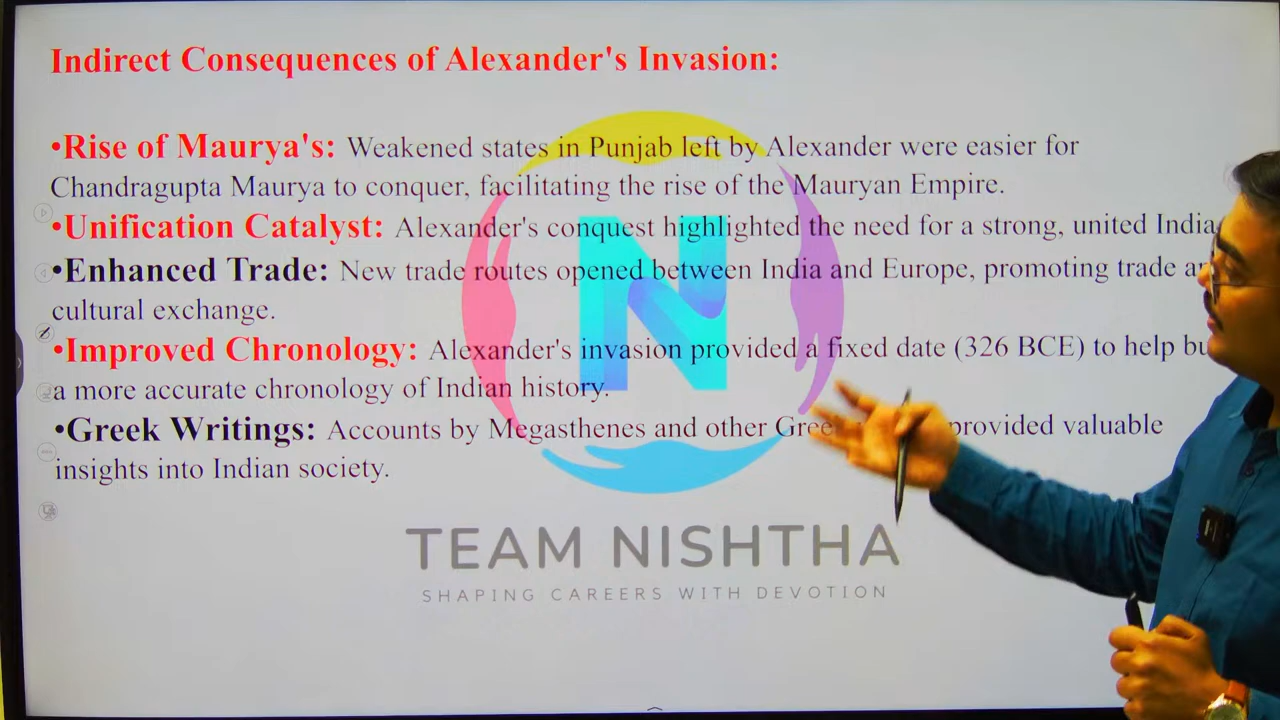 Indirect Consequences of Alexander's Invasion:
•Rise of Maurya's: Weakened states in Punjab left by Alexander were easier for
Chandragupta Maurya to conquer, facilitating the rise of the Mauryan Empire.
•Unification Catalyst: Alexander's conquest highlighted the need for a strong, united India
•Enhanced Trade: New trade routes opened between India and Europe, promoting trade
cultural exchange.
•Improved Chronology: Alexander's invasion provided a fixed date (326 BCE) to help
a more accurate chronology of Indian history.
•Greek Writings: Accounts by Megasthenes and other provided valuable
insights into Indian society.
N
TEAM NISHTHA
SHAPING CAREERS WITH DEVOTION